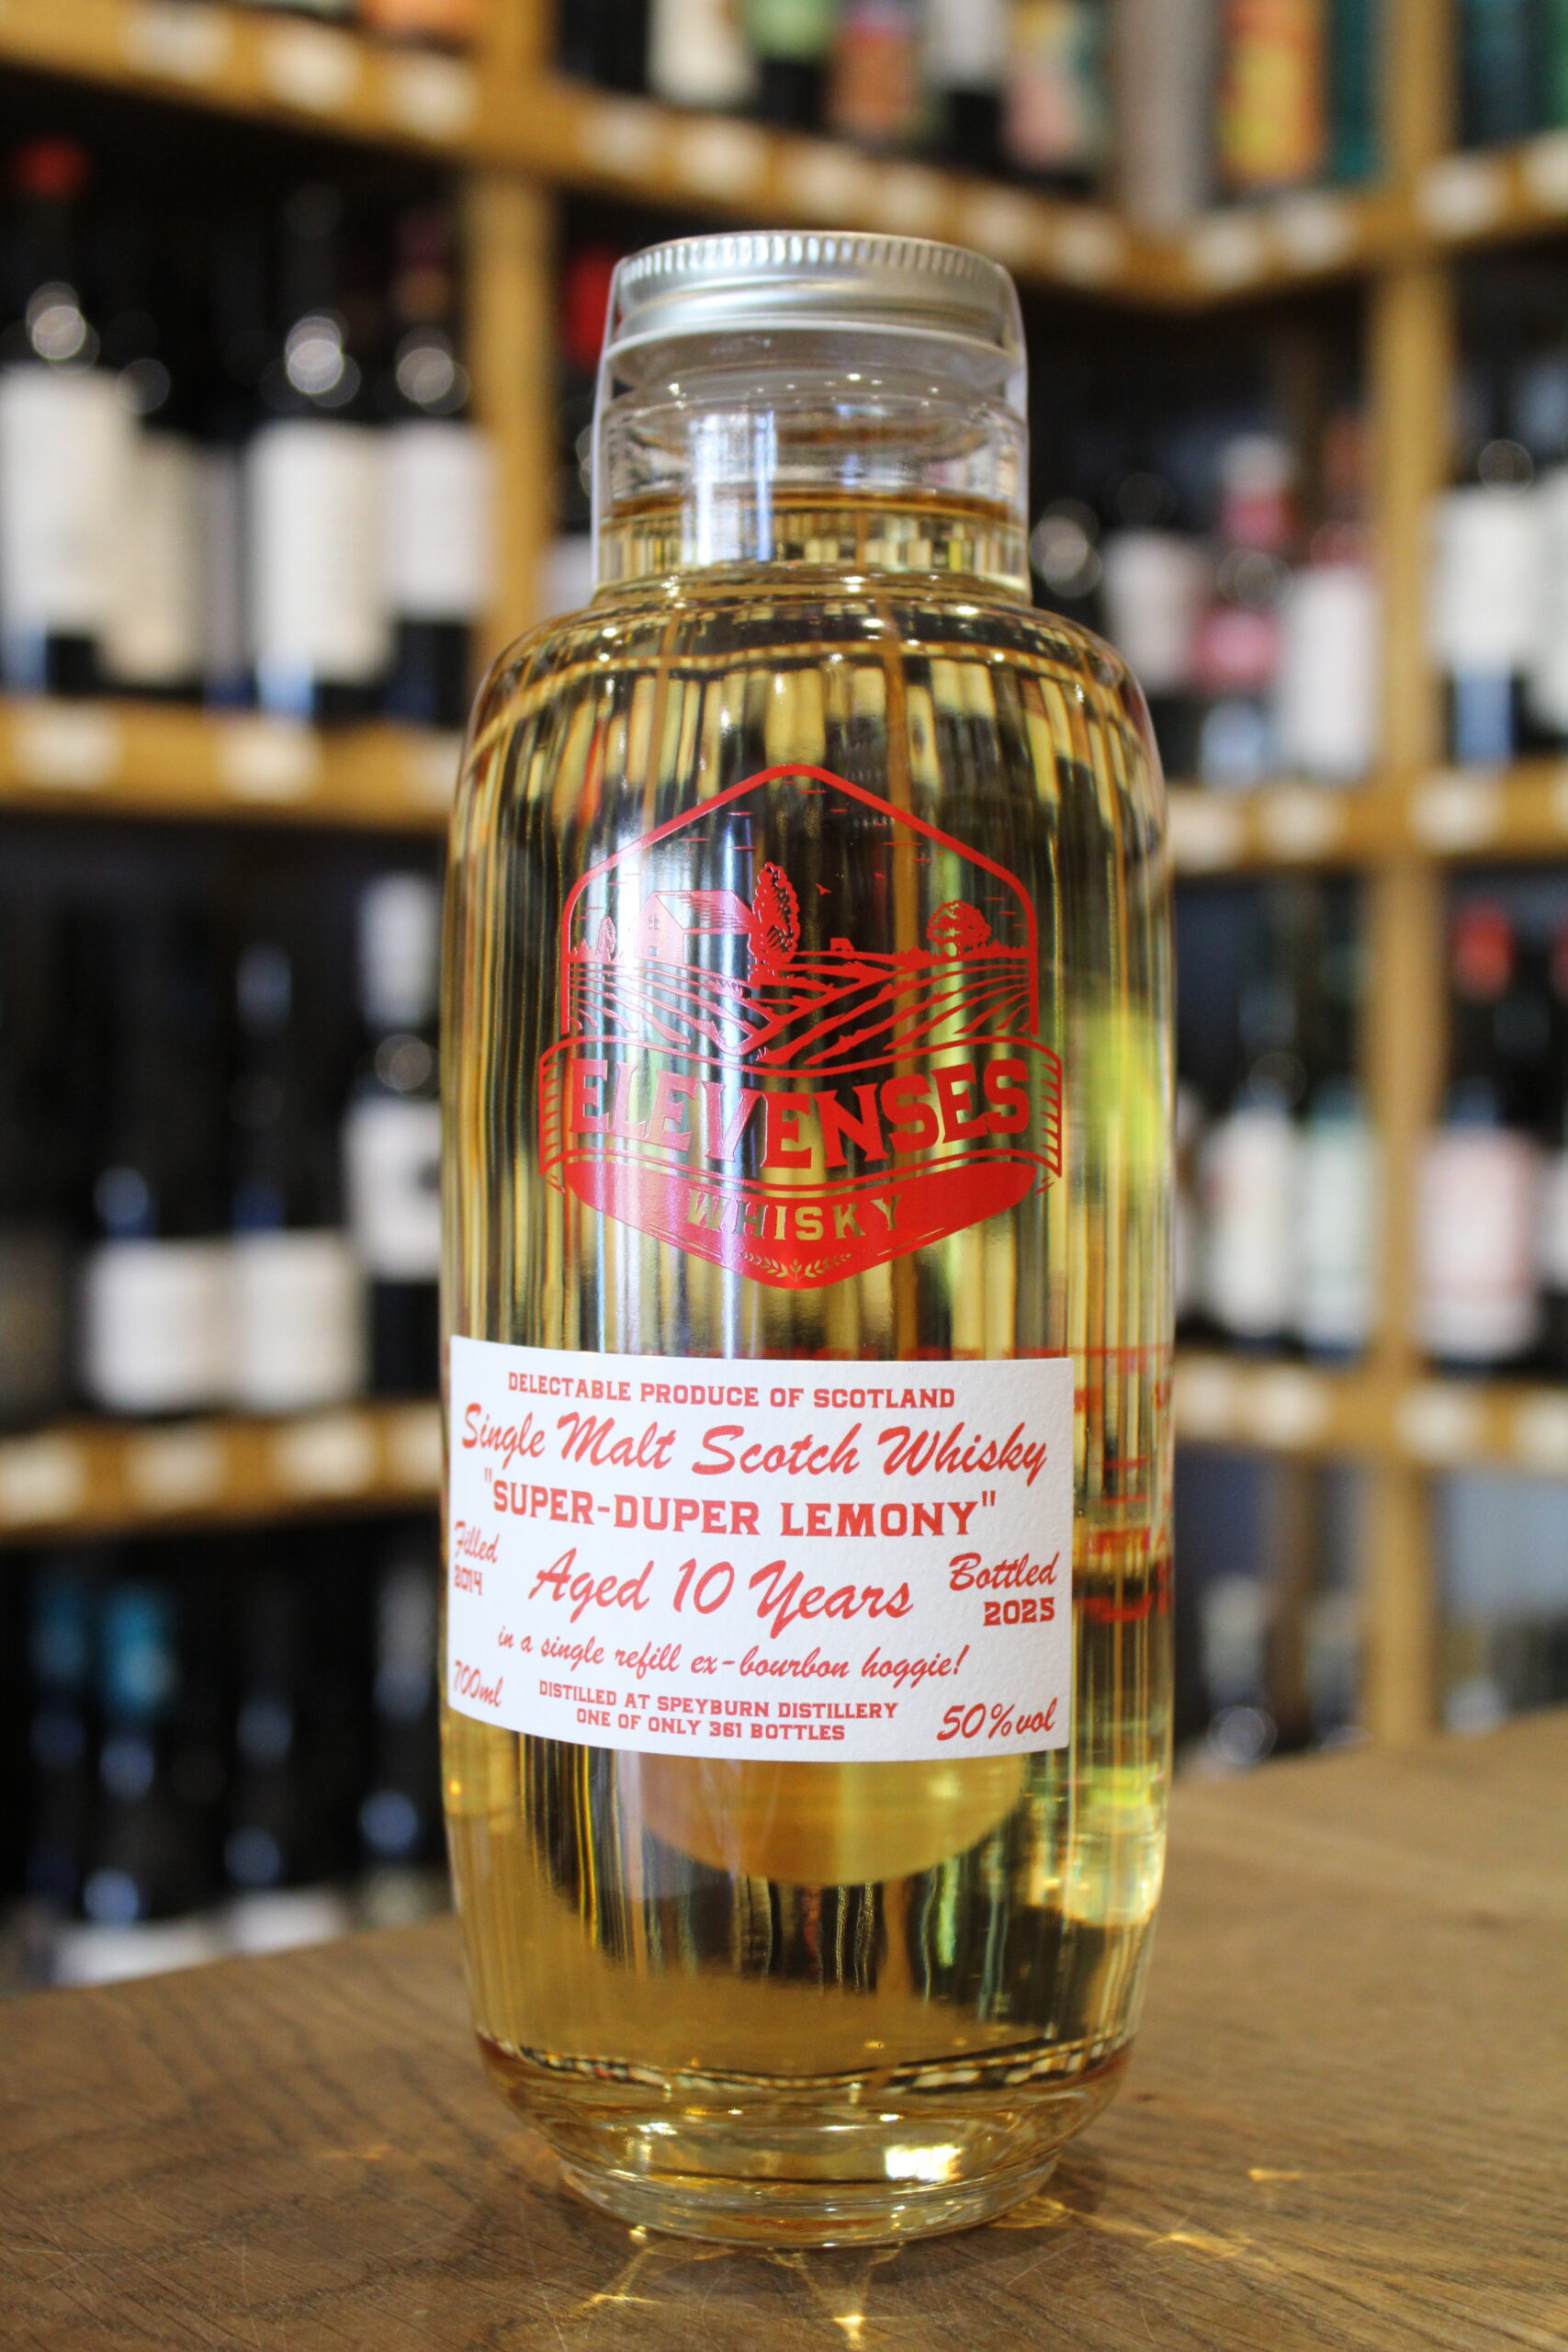 ELEVENSES
WHISKY
DELECTABLE PRODUCE OF SCOTLAND
Single Malt Scotch Whisky
"SUPER-DUPER LEMONY"
Filled
2014
Aged 10 Years
Bottled
2025
in a single refill ex-bourbon hoggie!
700ml
DISTILLED AT SPEYBURN DISTILLERY
ONE OF ONLY 361 BOTTLES
50%vol